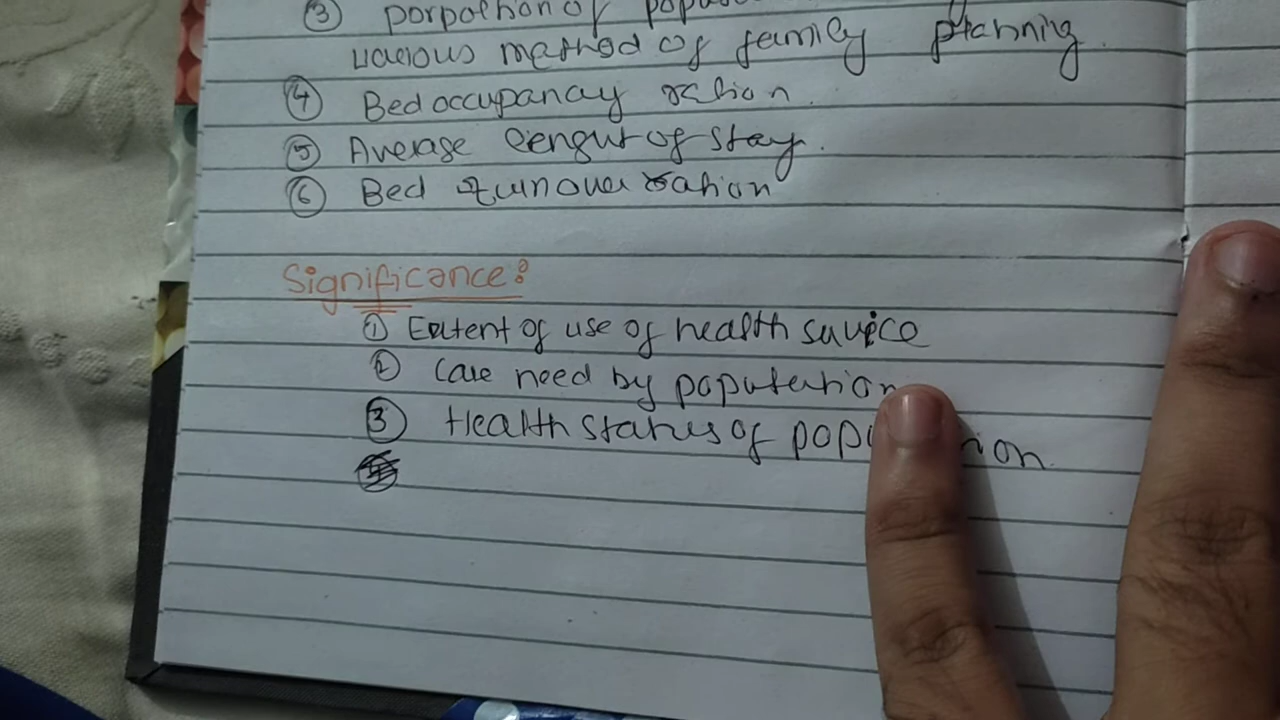 ③ porpothon of
various method of family planning.
④ Bed occupancy ration.
⑤ Average lengut of stay.
⑥ Bed turnover ration
Significance:
① Extent of use of health service
② Care need by population
③ Health status of pop ion.